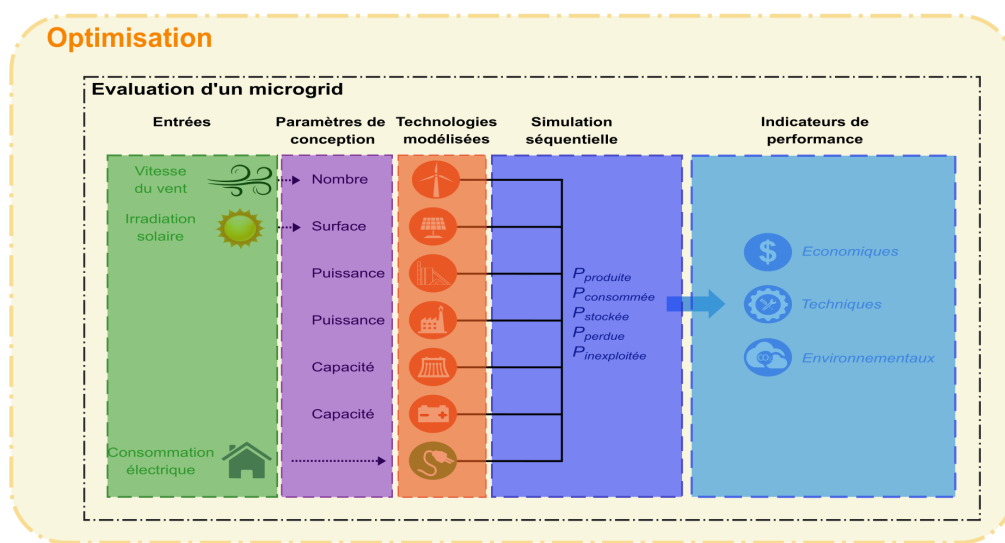 Optimisation
Evaluation d'un microgrid
Entrées
Paramètres de
conception
Technologies
modélisées
Simulation
séquentielle
Indicateurs de
performance
Vitesse
du vent
Irradiation
solaire
Consommation
électrique
Nombre
Surface
Puissance
Puissance
Capacité
Capacité
Pproduite
Pconsommée
Pstockée
Pperdue
Pinexploitée
$
Economiques
Techniques
CO
Environnementaux